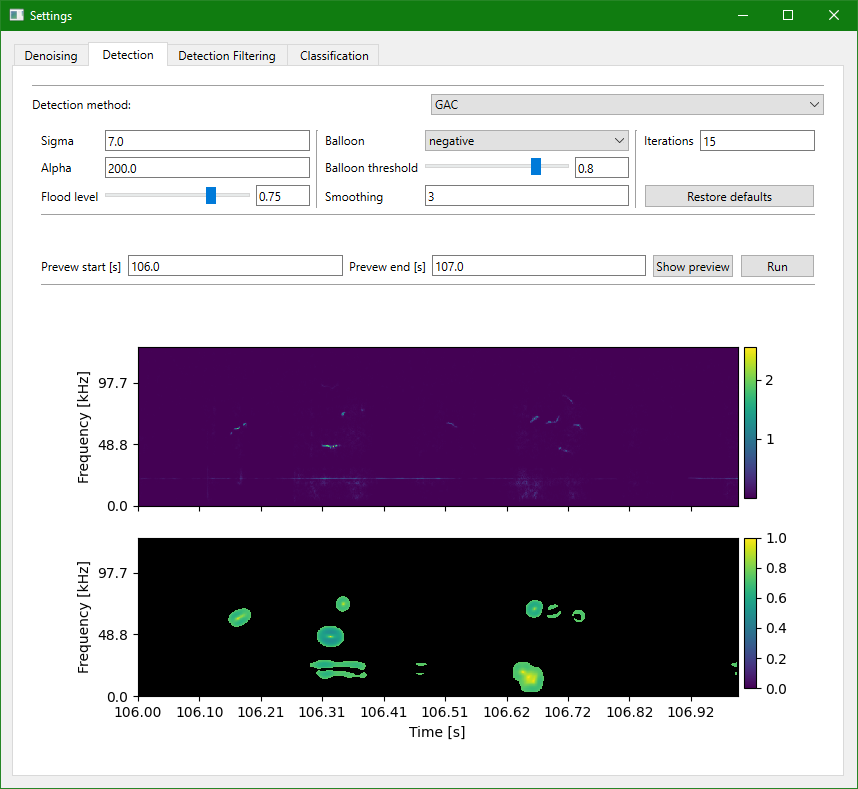 Settings
Denoising Detection Detection Filtering Classification
Detection method: GAC
Sigma 7.0 Balloon negative Iterations 15
Alpha 200.0 Balloon threshold 0.8
Flood level 0.75 Smoothing 3 Restore defaults
Prevew start [s] 106.0 Prevew end [s] 107.0 Show preview Run
Frequency [kHz]
97.7
48.8
0.0
2
1
Frequency [kHz]
97.7
48.8
0.0
1.0
0.8
0.6
0.4
0.2
0.0
106.00 106.10 106.21 106.31 106.41 106.51 106.62 106.72 106.82 106.92
Time [s]